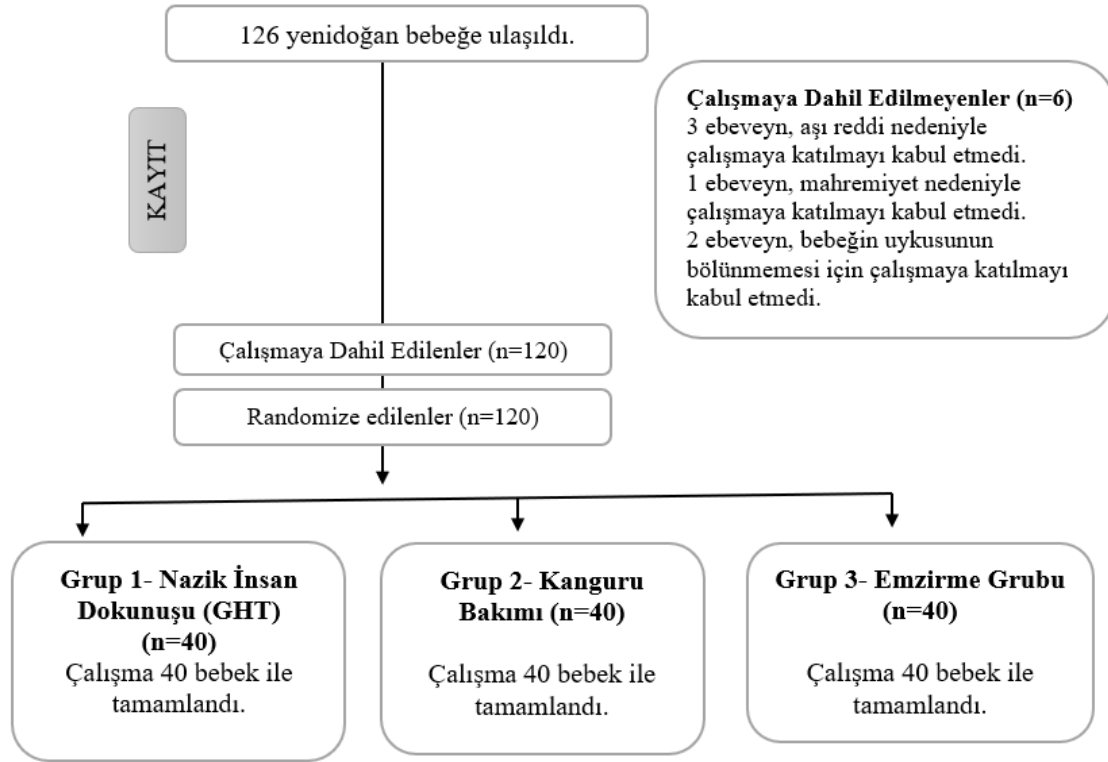 126 yenidoğan bebeğe ulaşıldı.
KAYIT
Çalışmaya Dahil Edilmeyenler (n=6)
3 ebeveyn, aşı reddi nedeniyle
çalışmaya katılmayı kabul etmedi.
1 ebeveyn, mahremiyet nedeniyle
çalışmaya katılmayı kabul etmedi.
2 ebeveyn, bebeğin uykusunun
bölünmemesi için çalışmaya katılmayı
kabul etmedi.
Çalışmaya Dahil Edilenler (n=120)
Randomize edilenler (n=120)
Grup 1- Nazik İnsan
Dokunuşu (GHT)
(n=40)
Çalışma 40 bebek ile
tamamlandı.
Grup 2- Kanguru
Bakımı (n=40)
Çalışma 40 bebek ile
tamamlandı.
Grup 3- Emzirme Grubu
(n=40)
Çalışma 40 bebek ile
tamamlandı.